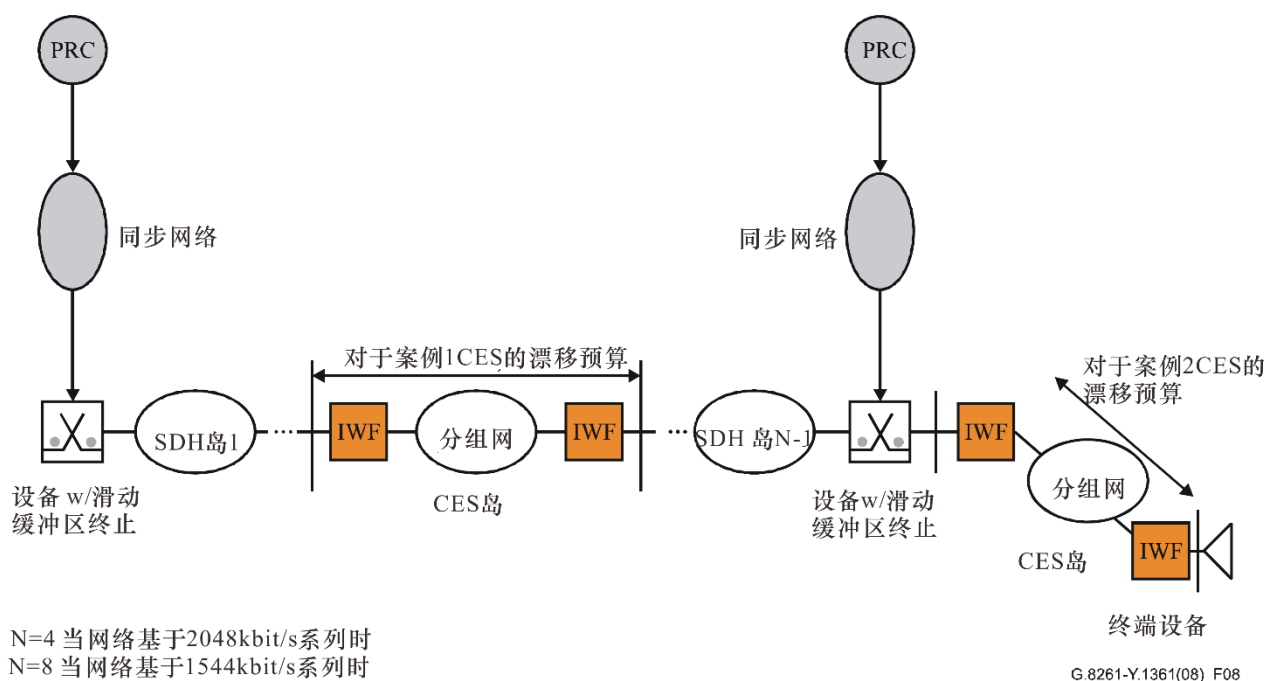 PRC
PRC
同步网络
同步网络
对于案例1CES的漂移预算
对于案例2CES的
漂移预算
SDH岛1
...
IWF
分组网
IWF
...
SDH 岛N-1
IWF
分组网
IWF
CES岛
CES岛
设备 w/滑动
缓冲区终止
设备w/滑动
缓冲区终止
终端设备
N=4 当网络基于2048kbit/s系列时
N=8 当网络基于1544kbit/s系列时
G.8261-Y.1361(08)_F08